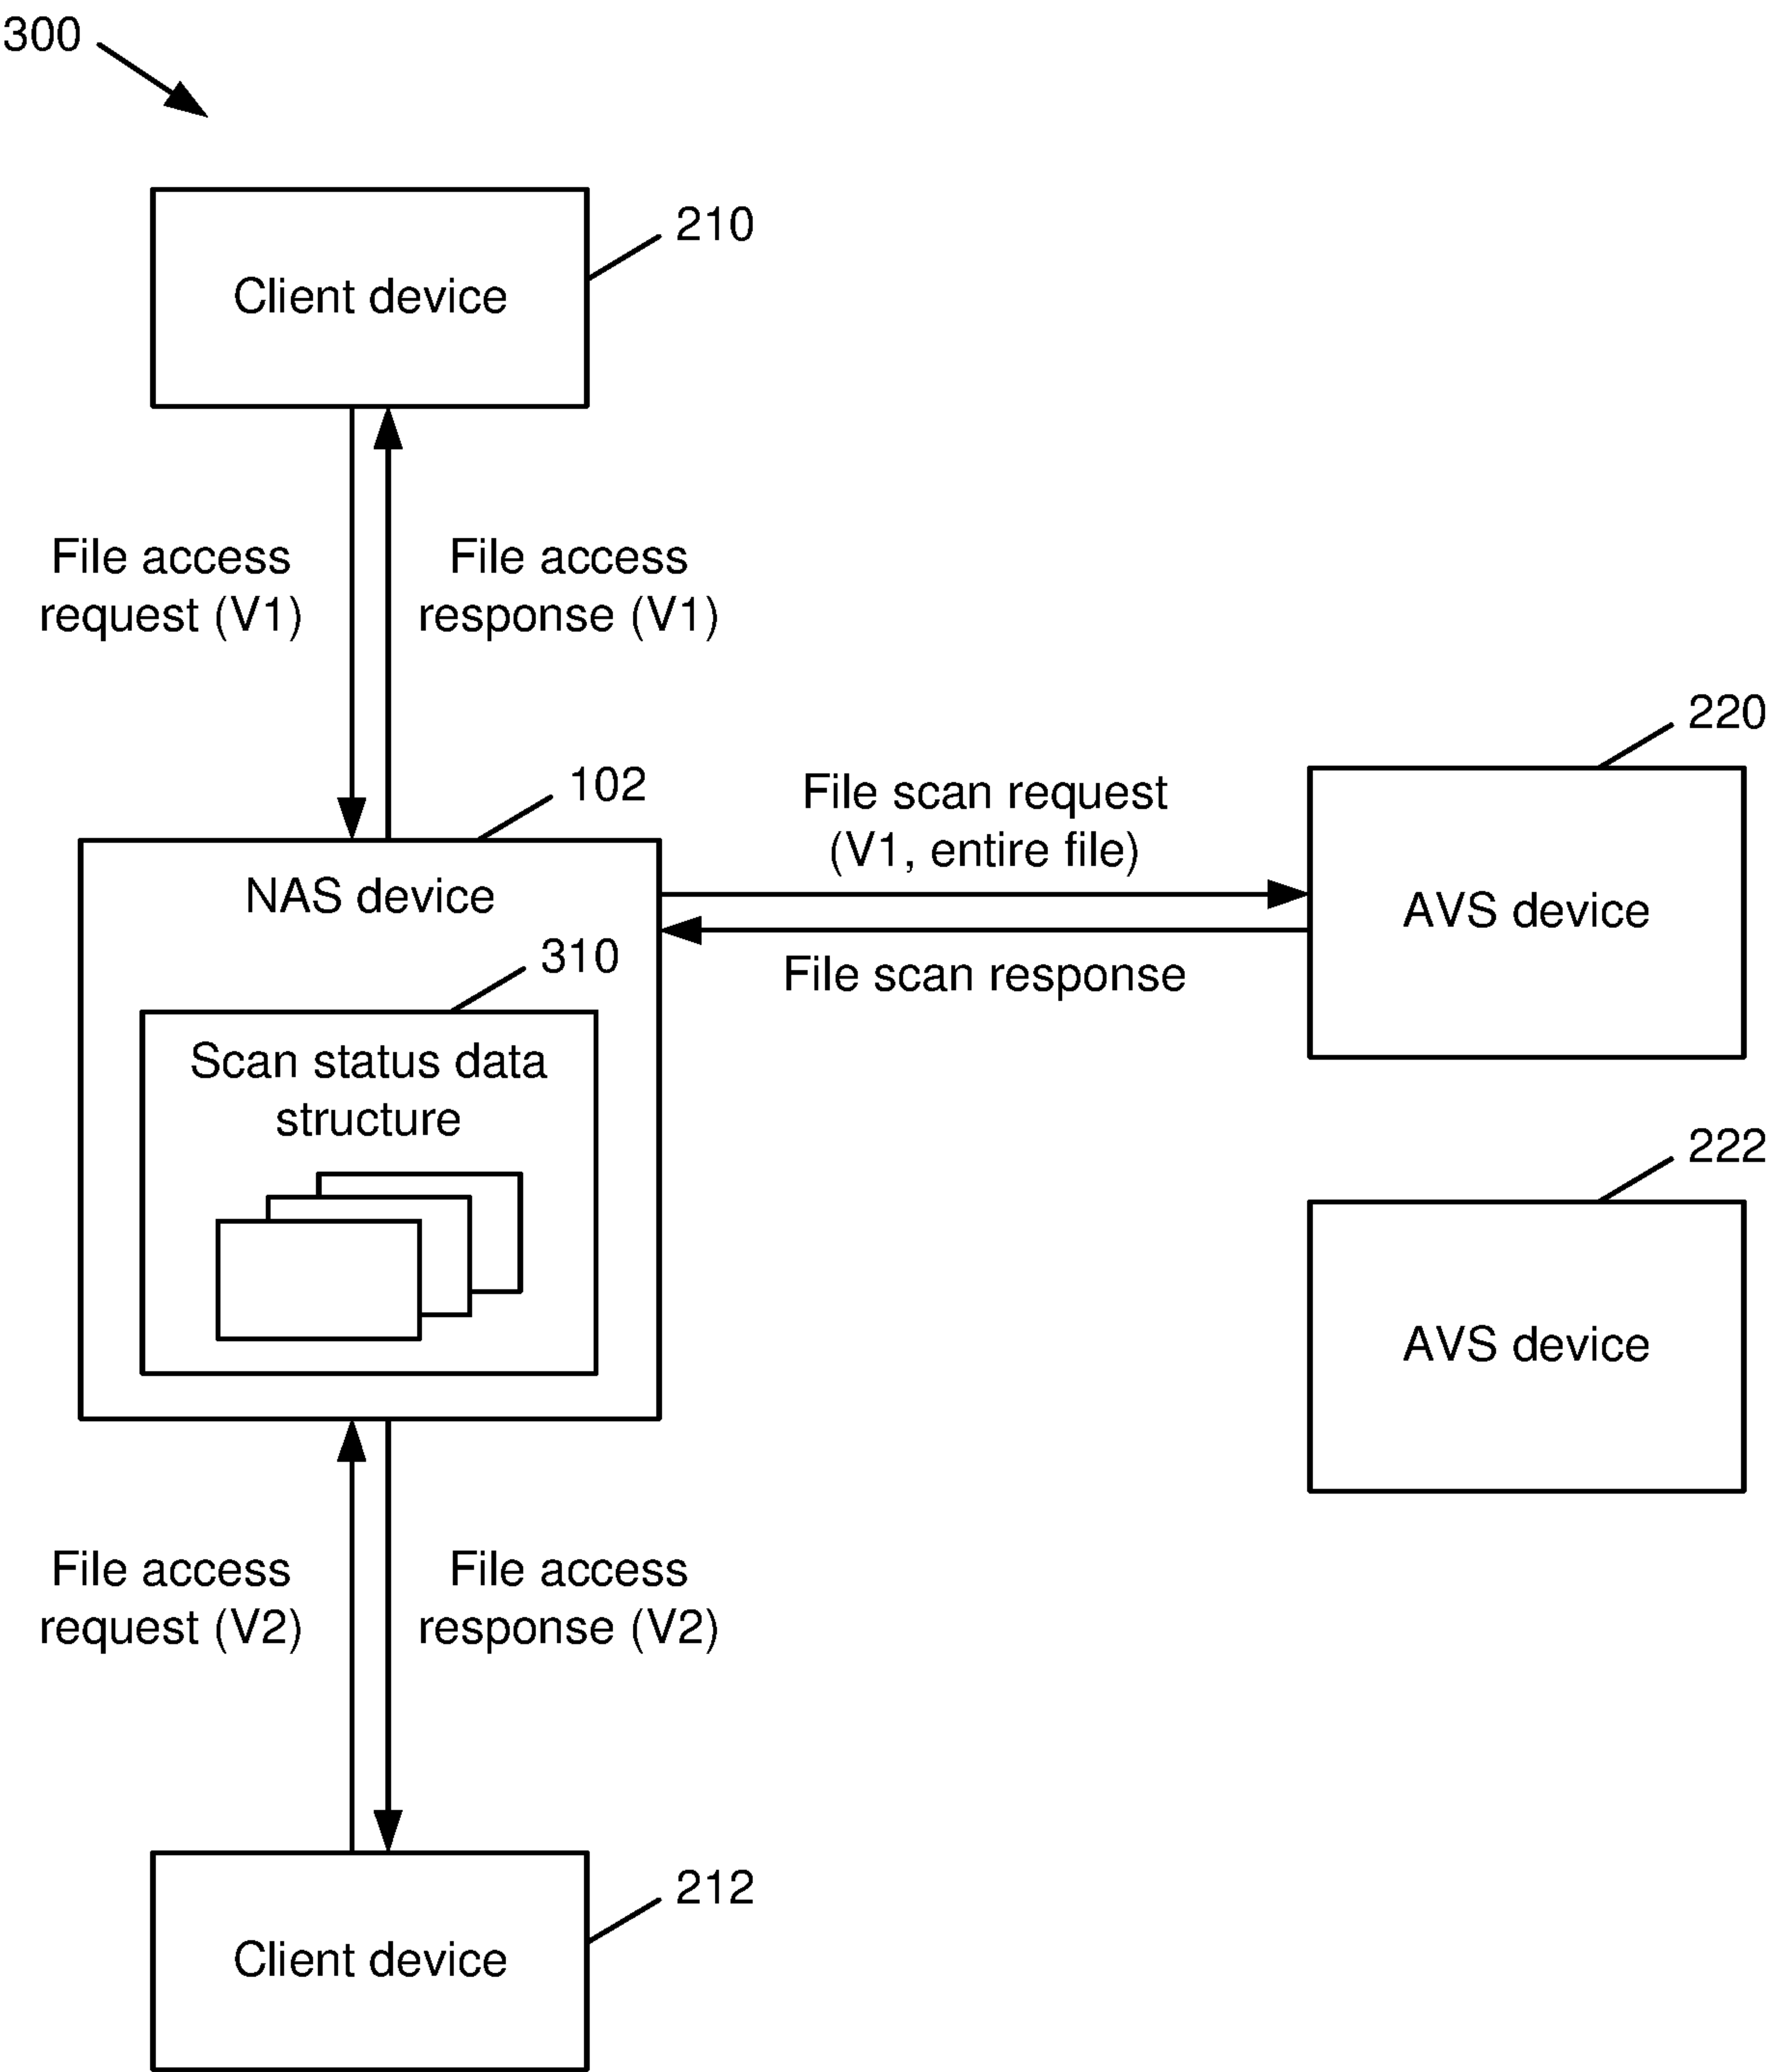 300
210
Client device
File access
request (V1)
File access
response (V1)
220
102
File scan request
(V1, entire file)
NAS device
AVS device
310
File scan response
Scan status data
structure
222
AVS device
File access
request (V2)
File access
response (V2)
212
Client device